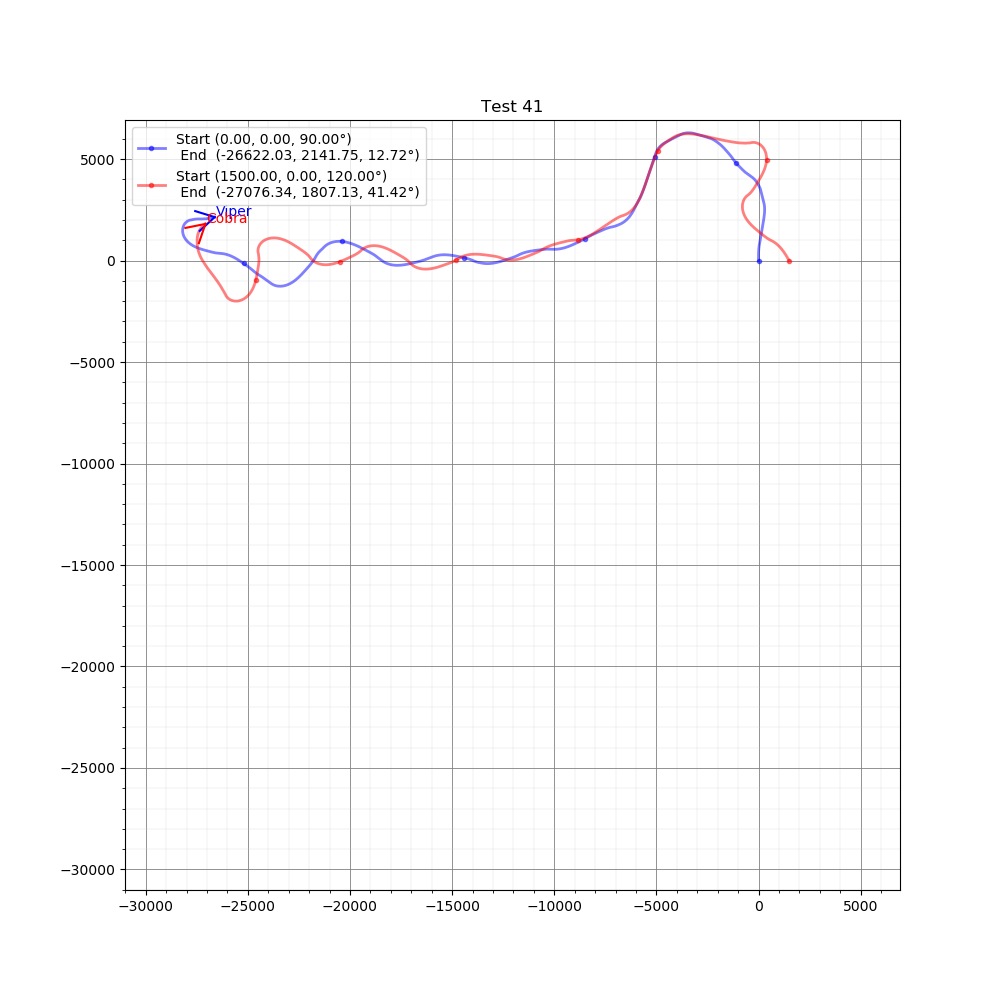 Test 41
Start (0.00, 0.00, 90.00°)
End (-26622.03, 2141.75, 12.72°)
Start (1500.00, 0.00, 120.00°)
End (-27076.34, 1807.13, 41.42°)
Viper
Cobra
5000
0
−5000
−10000
−15000
−20000
−25000
−30000
−30000 −25000 −20000 −15000 −10000 −5000 0 5000